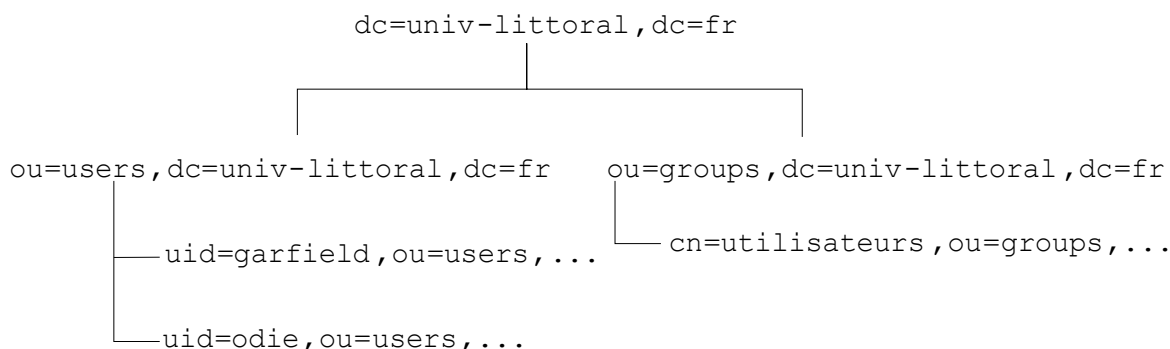 dc=univ-littoral,dc=fr
ou=users,dc=univ-littoral,dc=fr
ou=groups,dc=univ-littoral,dc=fr
uid=garfield,ou=users,...
cn=utilisateurs,ou=groups,...
uid=odie,ou=users,...